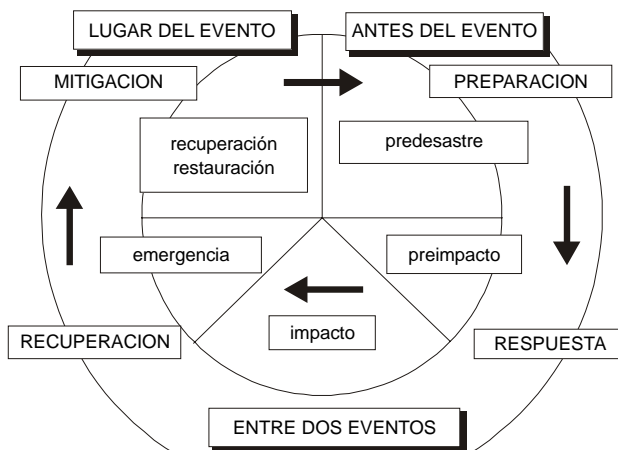 LUGAR DEL EVENTO
ANTES DEL EVENTO
MITIGACION
PREPARACION
recuperación
restauración
predesastre
emergencia
preimpacto
impacto
RECUPERACION
RESPUESTA
ENTRE DOS EVENTOS